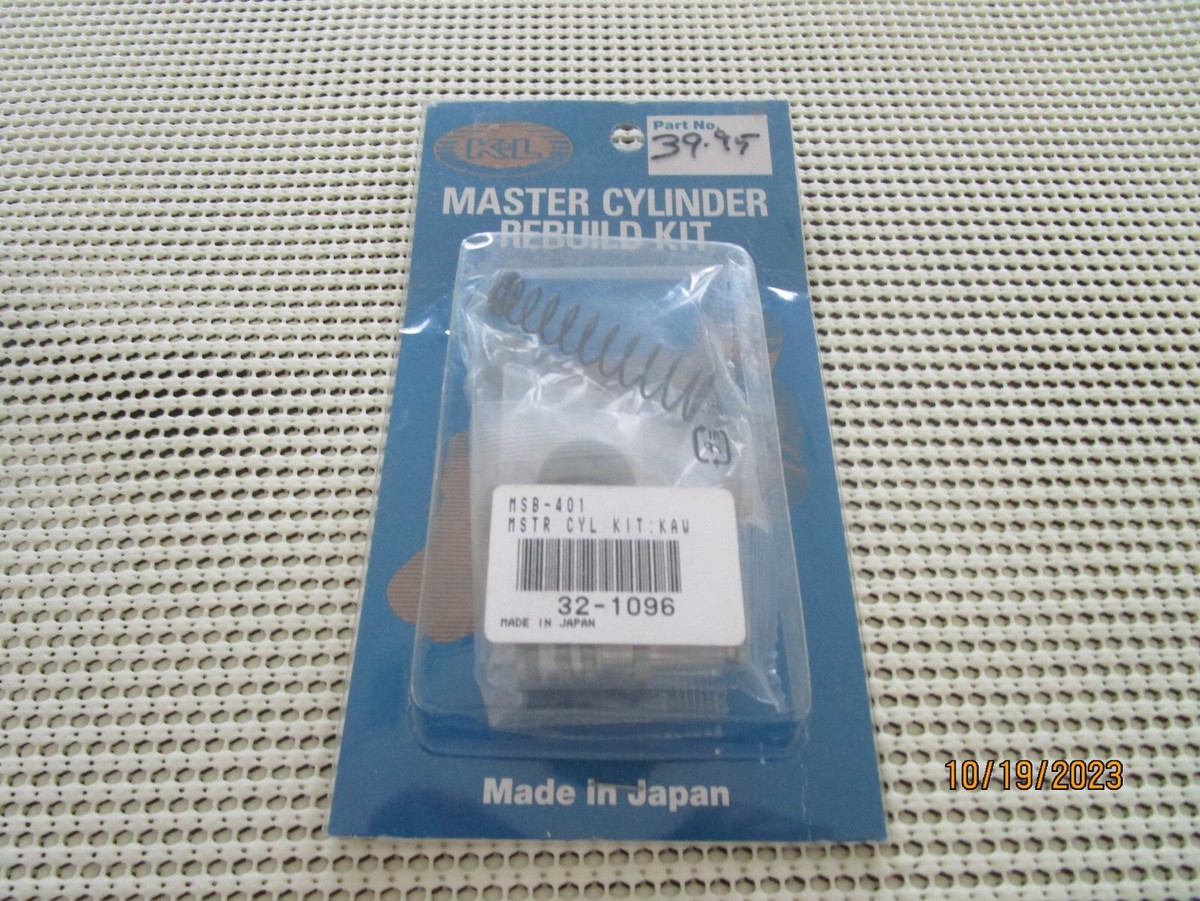 K&L
Part No.
39.95
MASTER CYLINDER
REBUILD KIT
MSB-401
MSTR CYL KIT:KAW
32-1096
MADE IN JAPAN
Made in Japan
10/19/2023